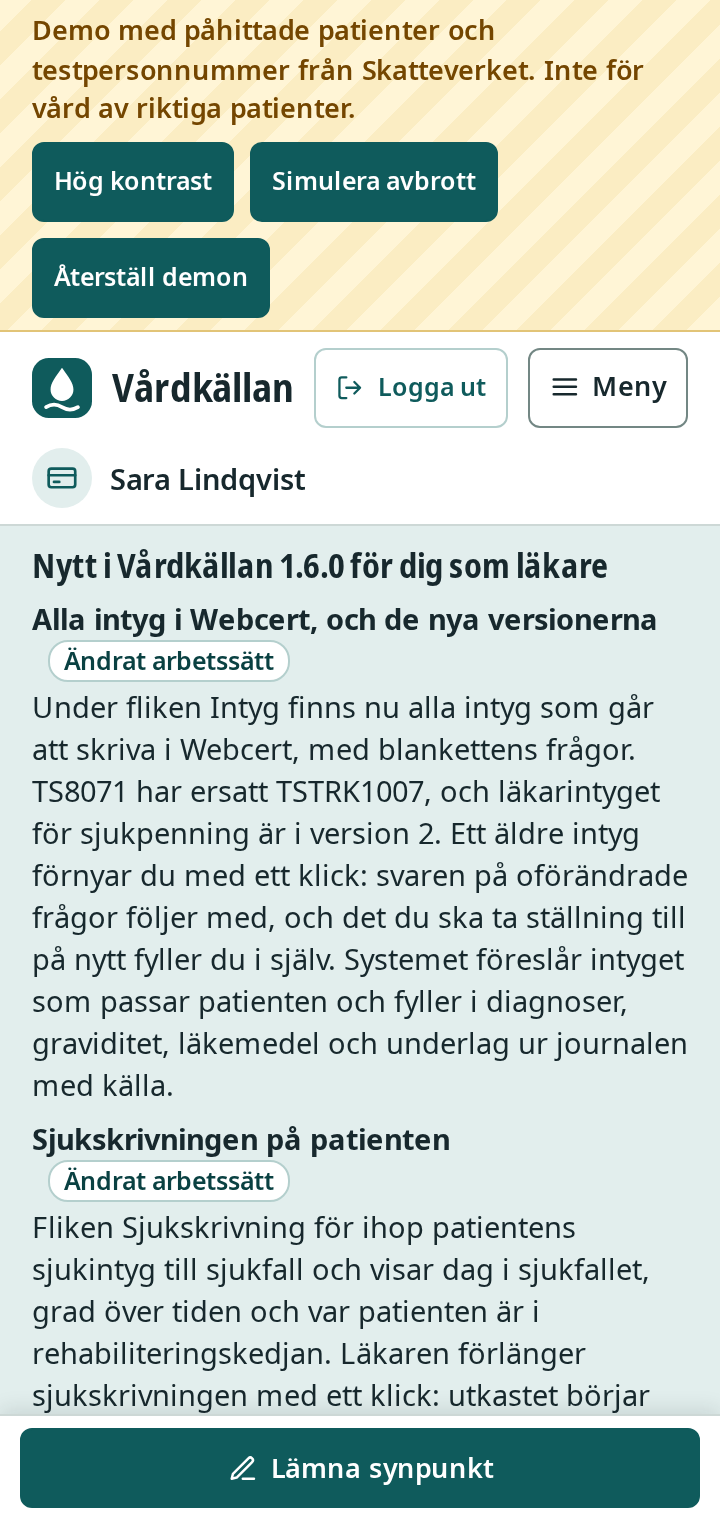 Demo med påhittade patienter och
testpersonnummer från Skatteverket. Inte för
vård av riktiga patienter.
Hög kontrast
Simulera avbrott
Återställ demon
Vårdkällan
Logga ut
Meny
Sara Lindqvist
Nytt i Vårdkällan 1.6.0 för dig som läkare
Alla intyg i Webcert, och de nya versionerna
Ändrat arbetssätt
Under fliken Intyg finns nu alla intyg som går
att skriva i Webcert, med blankettens frågor.
TS8071 har ersatt TSTRK1007, och läkarintyget
för sjukpenning är i version 2. Ett äldre intyg
förnyar du med ett klick: svaren på oförändrade
frågor följer med, och det du ska ta ställning till
på nytt fyller du i själv. Systemet föreslår intyget
som passar patienten och fyller i diagnoser,
graviditet, läkemedel och underlag ur journalen
med källa.
Sjukskrivningen på patienten
Ändrat arbetssätt
Fliken Sjukskrivning för ihop patientens
sjukintyg till sjukfall och visar dag i sjukfallet,
grad över tiden och var patienten är i
rehabiliteringskedjan. Läkaren förlänger
sjukskrivningen med ett klick: utkastet börjar
Lämna synpunkt